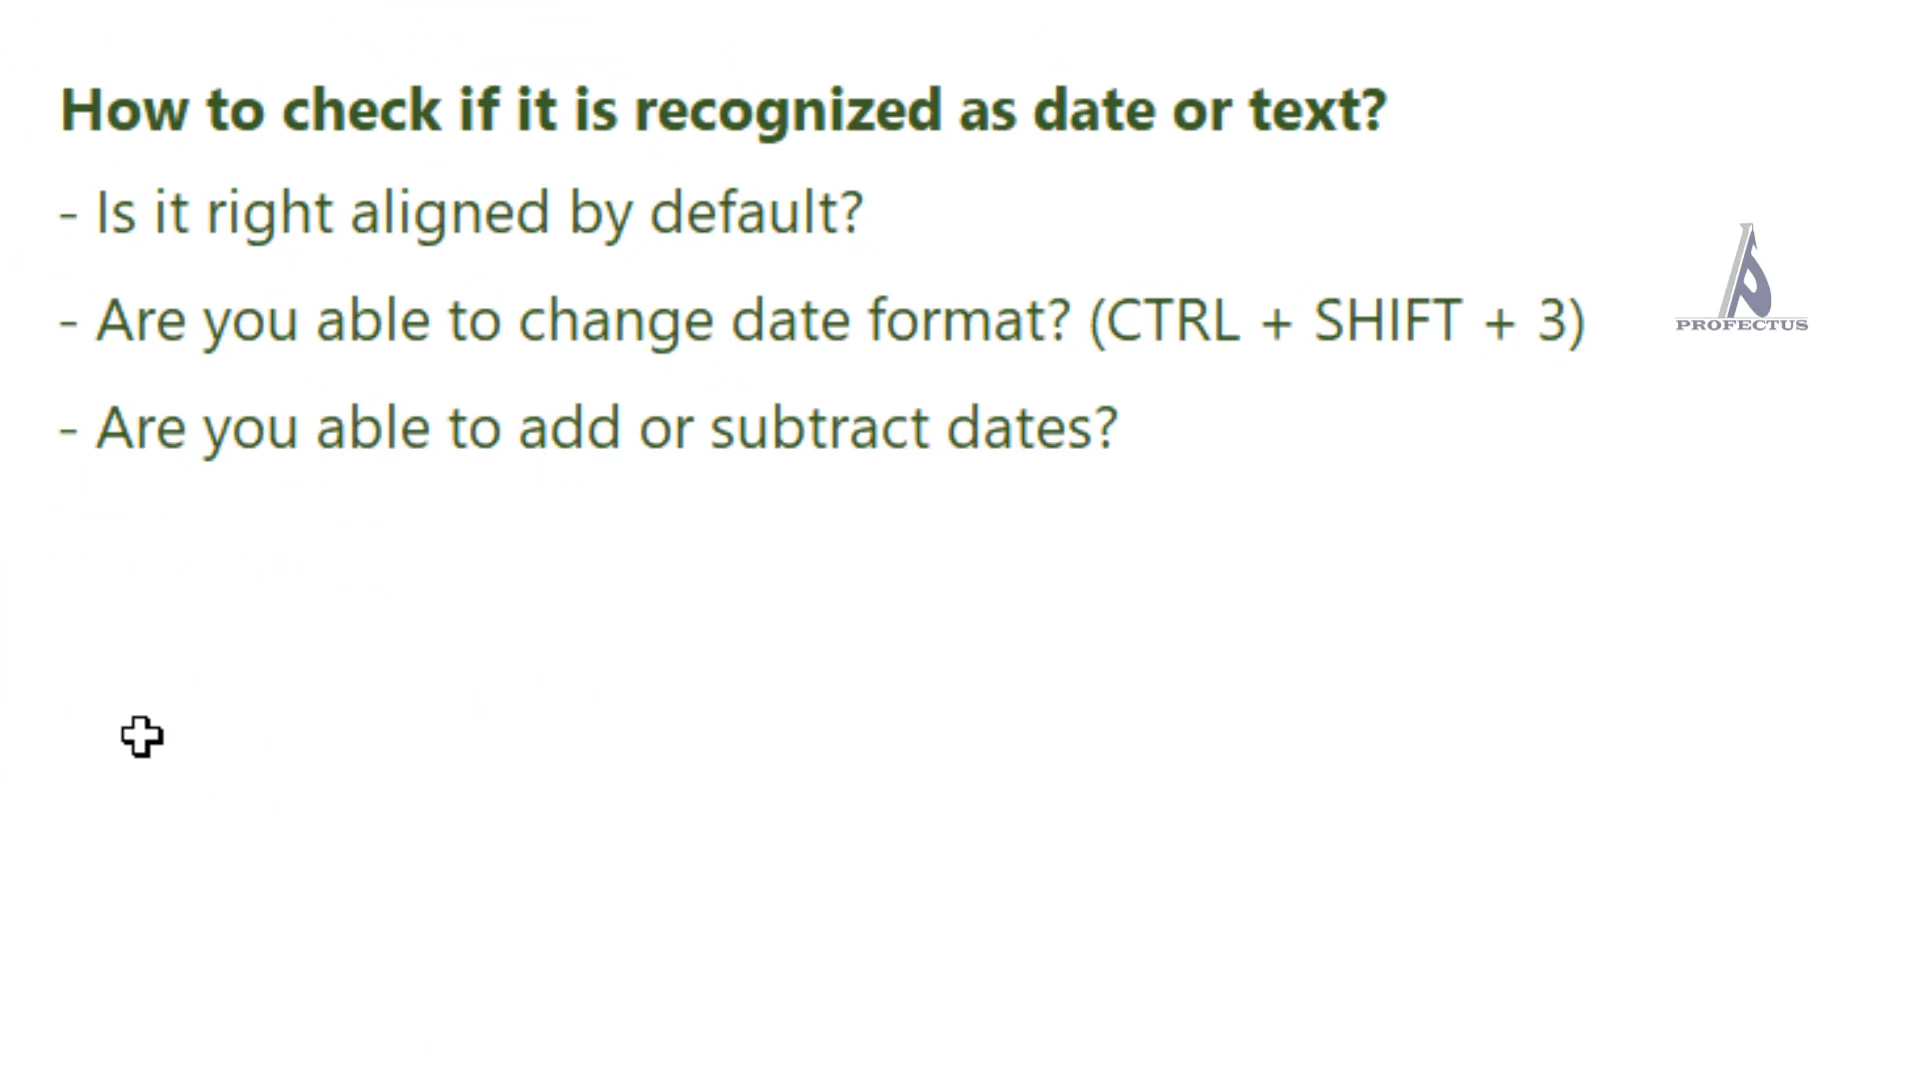 How to check if it is recognized as date or text?
- Is it right aligned by default?
- Are you able to change date format? (CTRL + SHIFT + 3)
- Are you able to add or subtract dates?
PROFECTUS